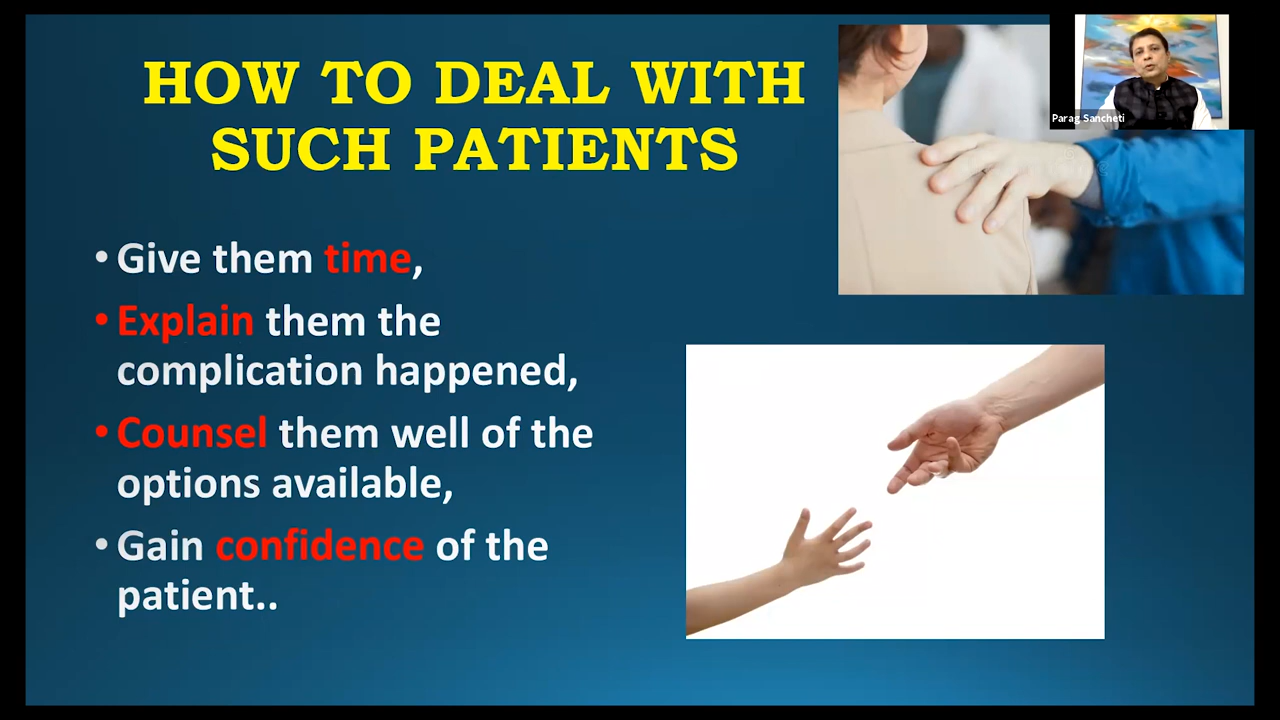 HOW TO DEAL WITH
SUCH PATIENTS
Parag Sancheti
• Give them time,
• Explain them the
complication happened,
• Counsel them well of the
options available,
• Gain confidence of the
patient..